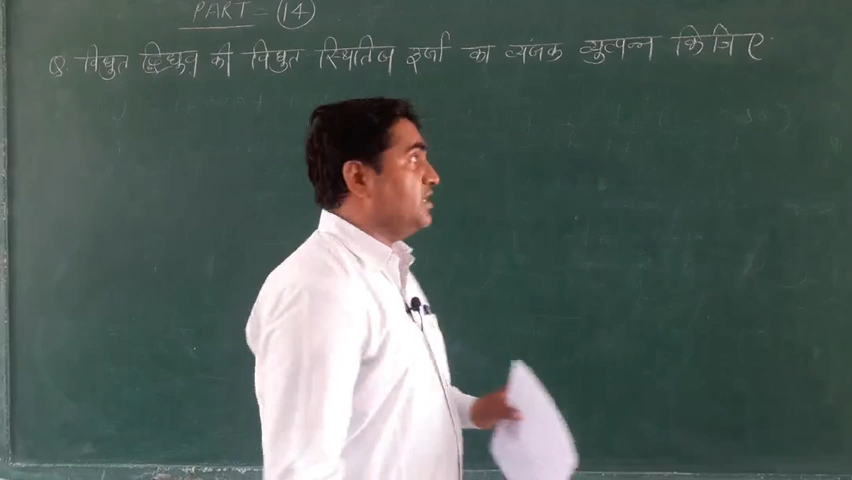 PART = 14
Q. विधुत द्विध्रुव की विधुत स्थितिज ऊर्जा का व्यंजक व्युत्पन्न किजिए